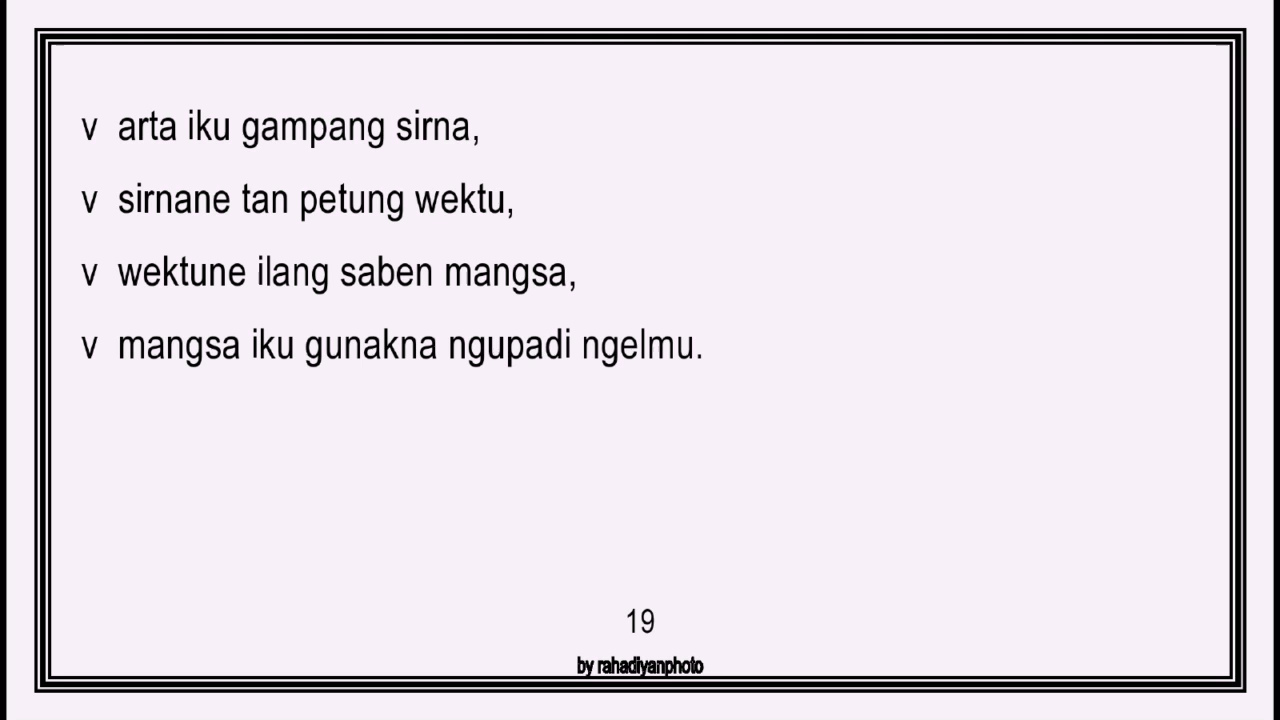 v arta iku gampang sirna,
v sirnane tan petung wektu,
v wektune ilang saben mangsa,
v mangsa iku gunakna ngupadi ngelmu.
19
by rahadiyanphoto